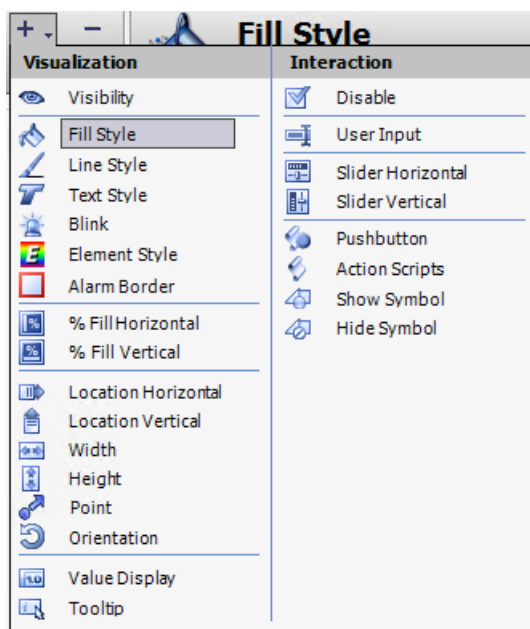 Fill Style
Visualization
Visibility
Fill Style
Line Style
Text Style
Blink
Element Style
Alarm Border
% Fill Horizontal
% Fill Vertical
Location Horizontal
Location Vertical
Width
Height
Point
Orientation
Value Display
Tooltip
Interaction
Disable
User Input
Slider Horizontal
Slider Vertical
Pushbutton
Action Scripts
Show Symbol
Hide Symbol